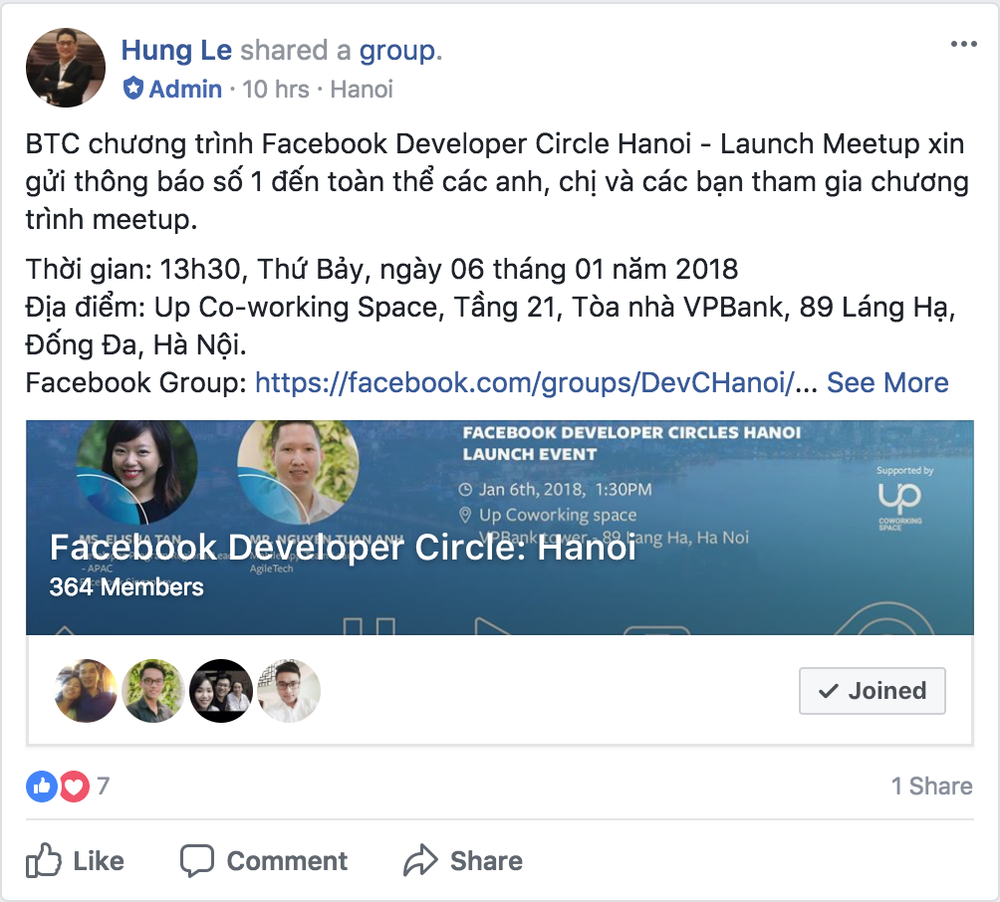 Hung Le shared a group.
Admin · 10 hrs · Hanoi
BTC chương trình Facebook Developer Circle Hanoi - Launch Meetup xin
gửi thông báo số 1 đến toàn thể các anh, chị và các bạn tham gia chương
trình meetup.
Thời gian: 13h30, Thứ Bảy, ngày 06 tháng 01 năm 2018
Địa điểm: Up Co-working Space, Tầng 21, Tòa nhà VPBank, 89 Láng Hạ,
Đống Đa, Hà Nội.
Facebook Group: https://facebook.com/groups/DevCHanoi/... See More
FACEBOOK DEVELOPER CIRCLES HANOI
LAUNCH EVENT
Jan 6th, 2018, 1:30PM
Up Coworking space
VPBank tower - 89 Lang Ha, Ha Noi
Supported by
UP
COWORKING
SPACE
MS. ELISHA TAN
- APAC
MR. NGUYEN TUAN ANH
AgileTech
Facebook Developer Circle: Hanoi
364 Members
Joined
7
1 Share
Like Comment Share